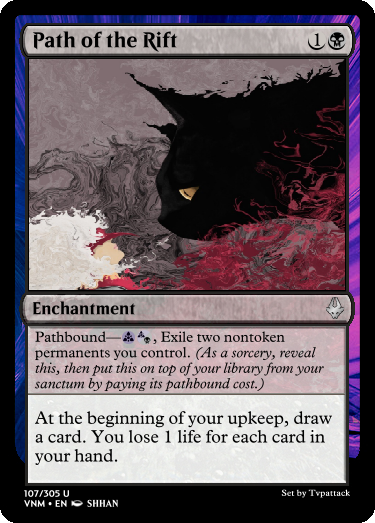 Path of the Rift 1
Enchantment
Pathbound—, Exile two nontoken
permanents you control. (As a sorcery, reveal
this, then put this on top of your library from your
sanctum by paying its pathbound cost.)
At the beginning of your upkeep, draw
a card. You lose 1 life for each card in
your hand.
107/305 U
VNM • EN SHHAN
Set by Tvpattack